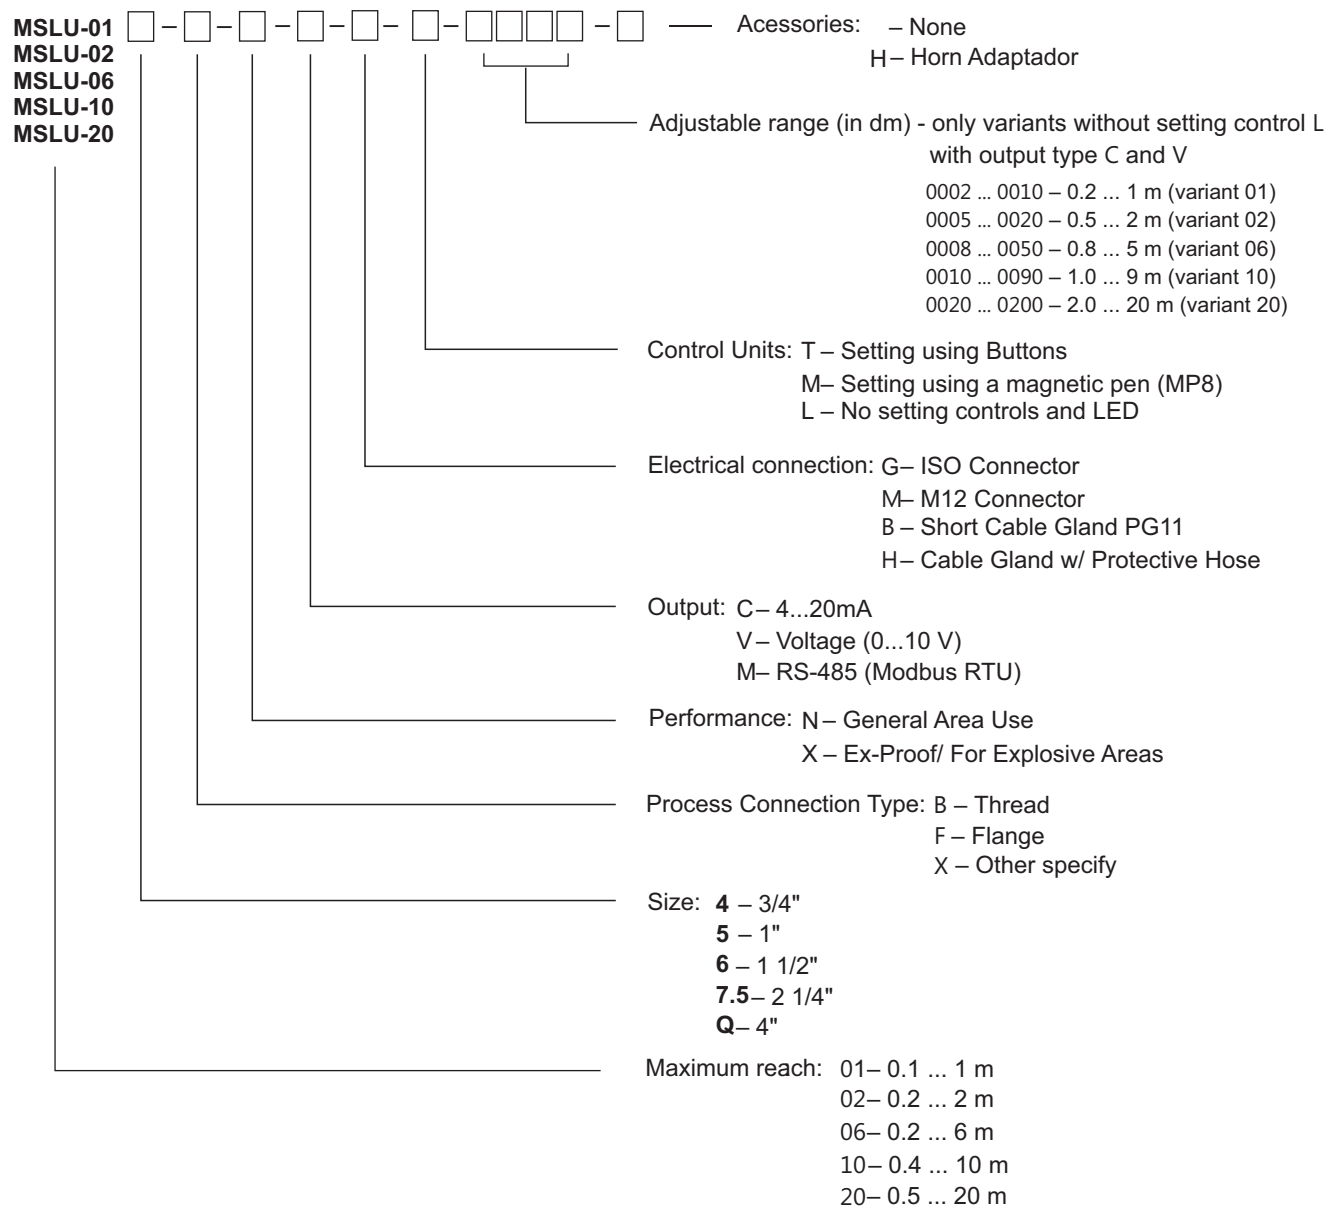 MSLU-01 □–□–□–□–□–□–□□□□–□
MSLU-02
MSLU-06
MSLU-10
MSLU-20
Acessories: – None
H– Horn Adaptador
Adjustable range (in dm) - only variants without setting control L
with output type C and V
0002 ... 0010 – 0.2 ... 1 m (variant 01)
0005 ... 0020 – 0.5 ... 2 m (variant 02)
0008 ... 0050 – 0.8 ... 5 m (variant 06)
0010 ... 0090 – 1.0 ... 9 m (variant 10)
0020 ... 0200 – 2.0 ... 20 m (variant 20)
Control Units: T – Setting using Buttons
M– Setting using a magnetic pen (MP8)
L – No setting controls and LED
Electrical connection: G– ISO Connector
M– M12 Connector
B – Short Cable Gland PG11
H– Cable Gland w/ Protective Hose
Output: C– 4...20mA
V– Voltage (0...10 V)
M– RS-485 (Modbus RTU)
Performance: N– General Area Use
X – Ex-Proof/ For Explosive Areas
Process Connection Type: B – Thread
F – Flange
X – Other specify
Size: 4 – 3/4"
5 – 1"
6 – 1 1/2"
7.5– 2 1/4"
Q– 4"
Maximum reach: 01– 0.1 ... 1 m
02– 0.2 ... 2 m
06– 0.2 ... 6 m
10– 0.4 ... 10 m
20– 0.5 ... 20 m